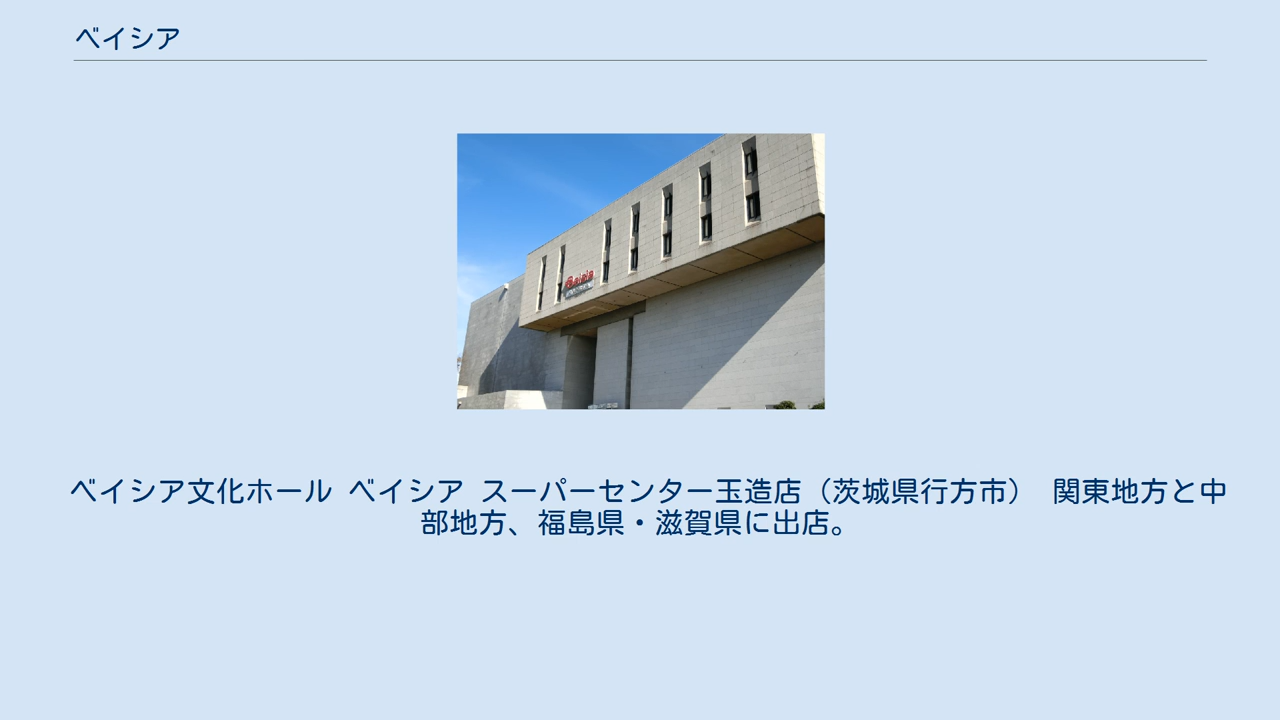 ベイシア
Beisia
ベイシア文化ホール ベイシア スーパーセンター玉造店（茨城県行方市） 関東地方と中
部地方、福島県・滋賀県に出店。